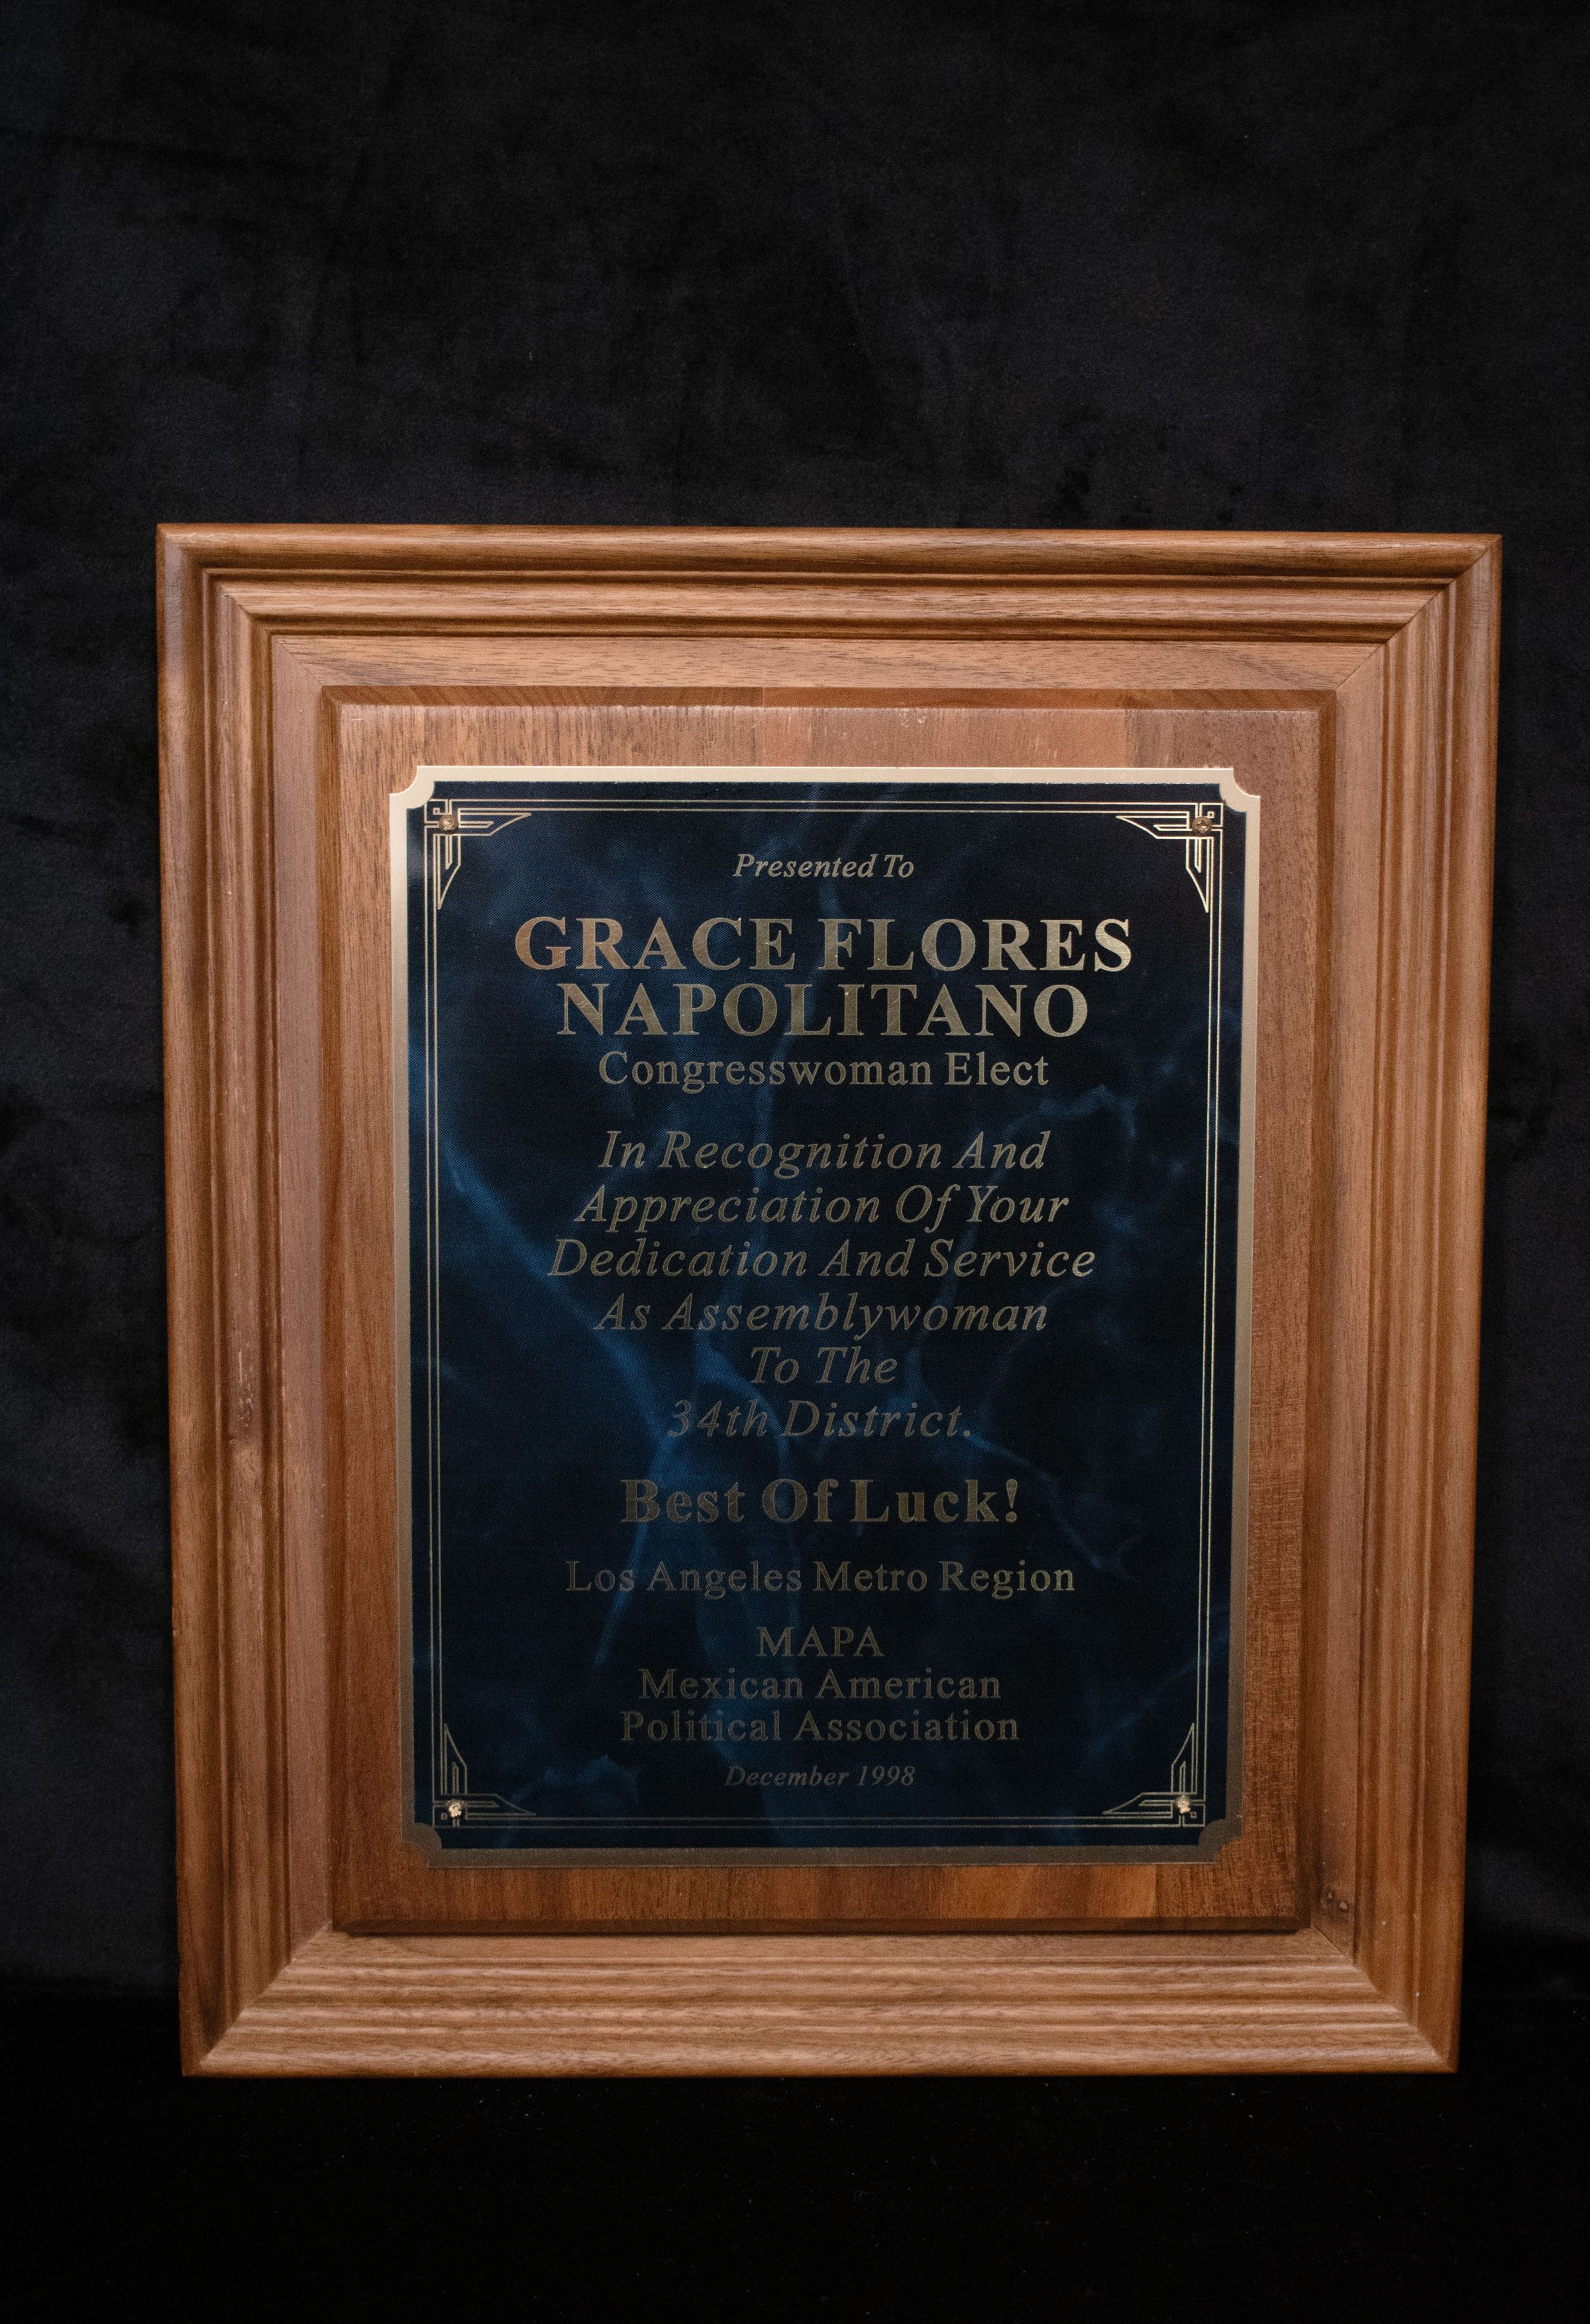 Presented To
GRACE FLORES
NAPOLITANO
Congresswoman Elect
In Recognition And
Appreciation Of Your
Dedication And Service
As Assemblywoman
To The
34th District.
Best Of Luck!
Los Angeles Metro Region
MAPA
Mexican American
Political Association
December 1998